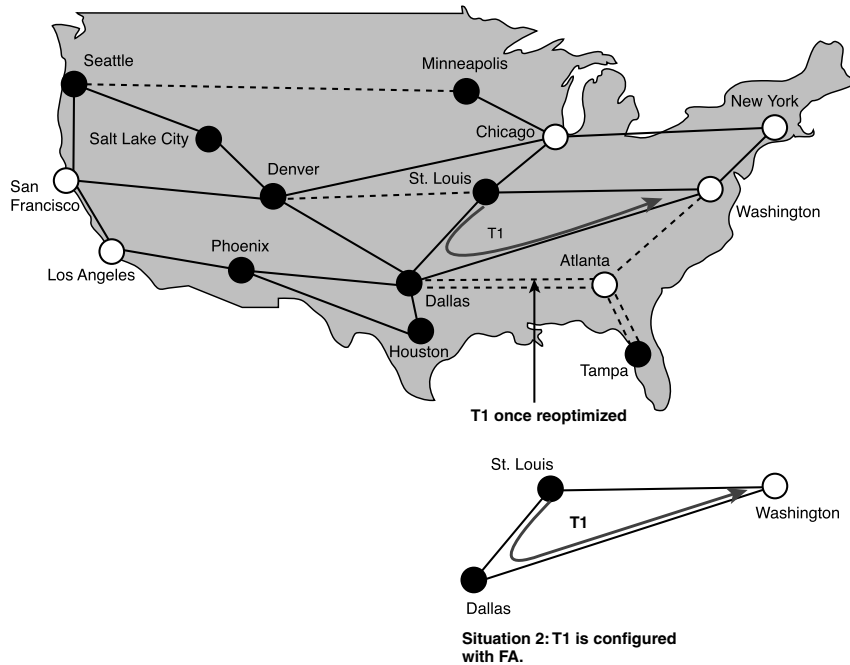 Seattle
Minneapolis
New York
Chicago
Salt Lake City
Denver
St. Louis
San
Francisco
Washington
T1
Phoenix
Atlanta
Los Angeles
Dallas
Houston
Tampa
T1 once reoptimized
St. Louis
T1
Washington
Dallas
Situation 2: T1 is configured
with FA.